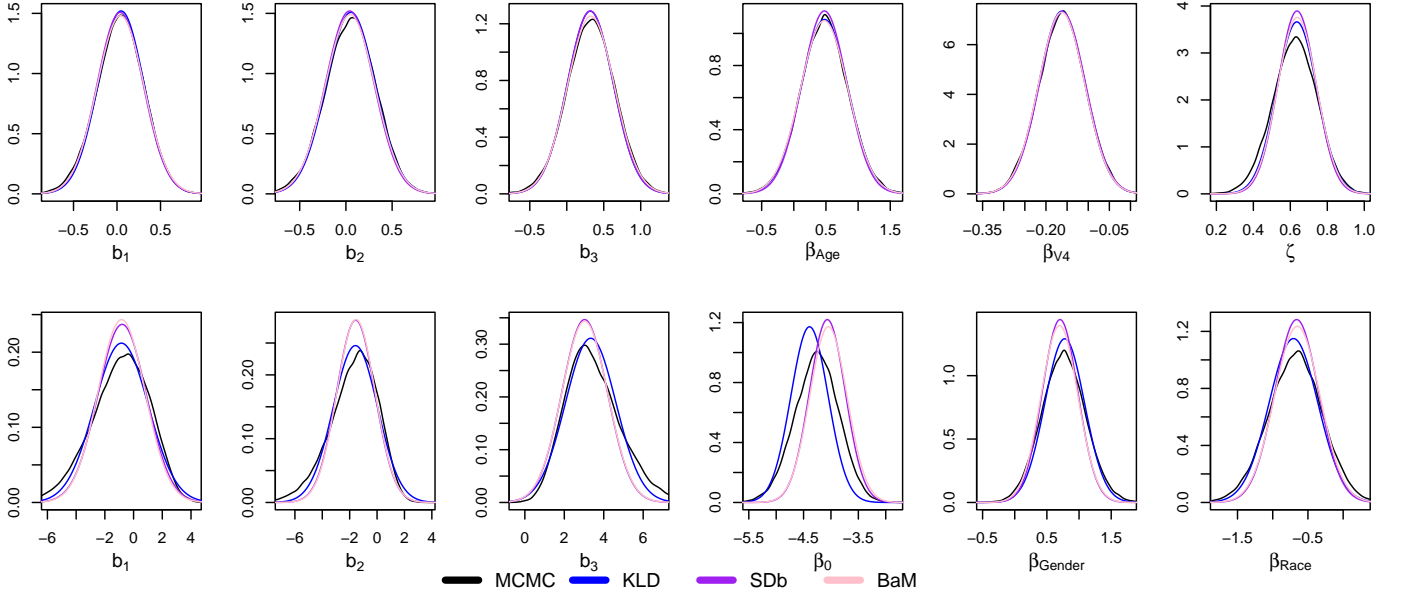 0.0 0.5 1.0 1.5
−0.5 0.0 0.5
b1
0.0 0.5 1.0 1.5
0.0 0.5
b2
0.0 0.4 0.8 1.2
−0.5 0.5 1.0
b3
0.0 0.4 0.8
−0.5 0.5 1.5
βAge
0 2 4 6
−0.35 −0.20 −0.05
βV4
0 1 2 3 4
0.2 0.4 0.6 0.8 1.0
ζ
0.00 0.10 0.20
−6 −2 2 4
b1
0.00 0.10 0.20
−6 −4 −2 0 2 4
b2
0.00 0.10 0.20 0.30
0 2 4 6
b3
0.0 0.4 0.8 1.2
−5.5 −4.5 −3.5
β0
0.0 0.5 1.0
−0.5 0.5 1.5
βGender
0.0 0.4 0.8 1.2
−1.5 −0.5
βRace
MCMC KLD SDb BaM